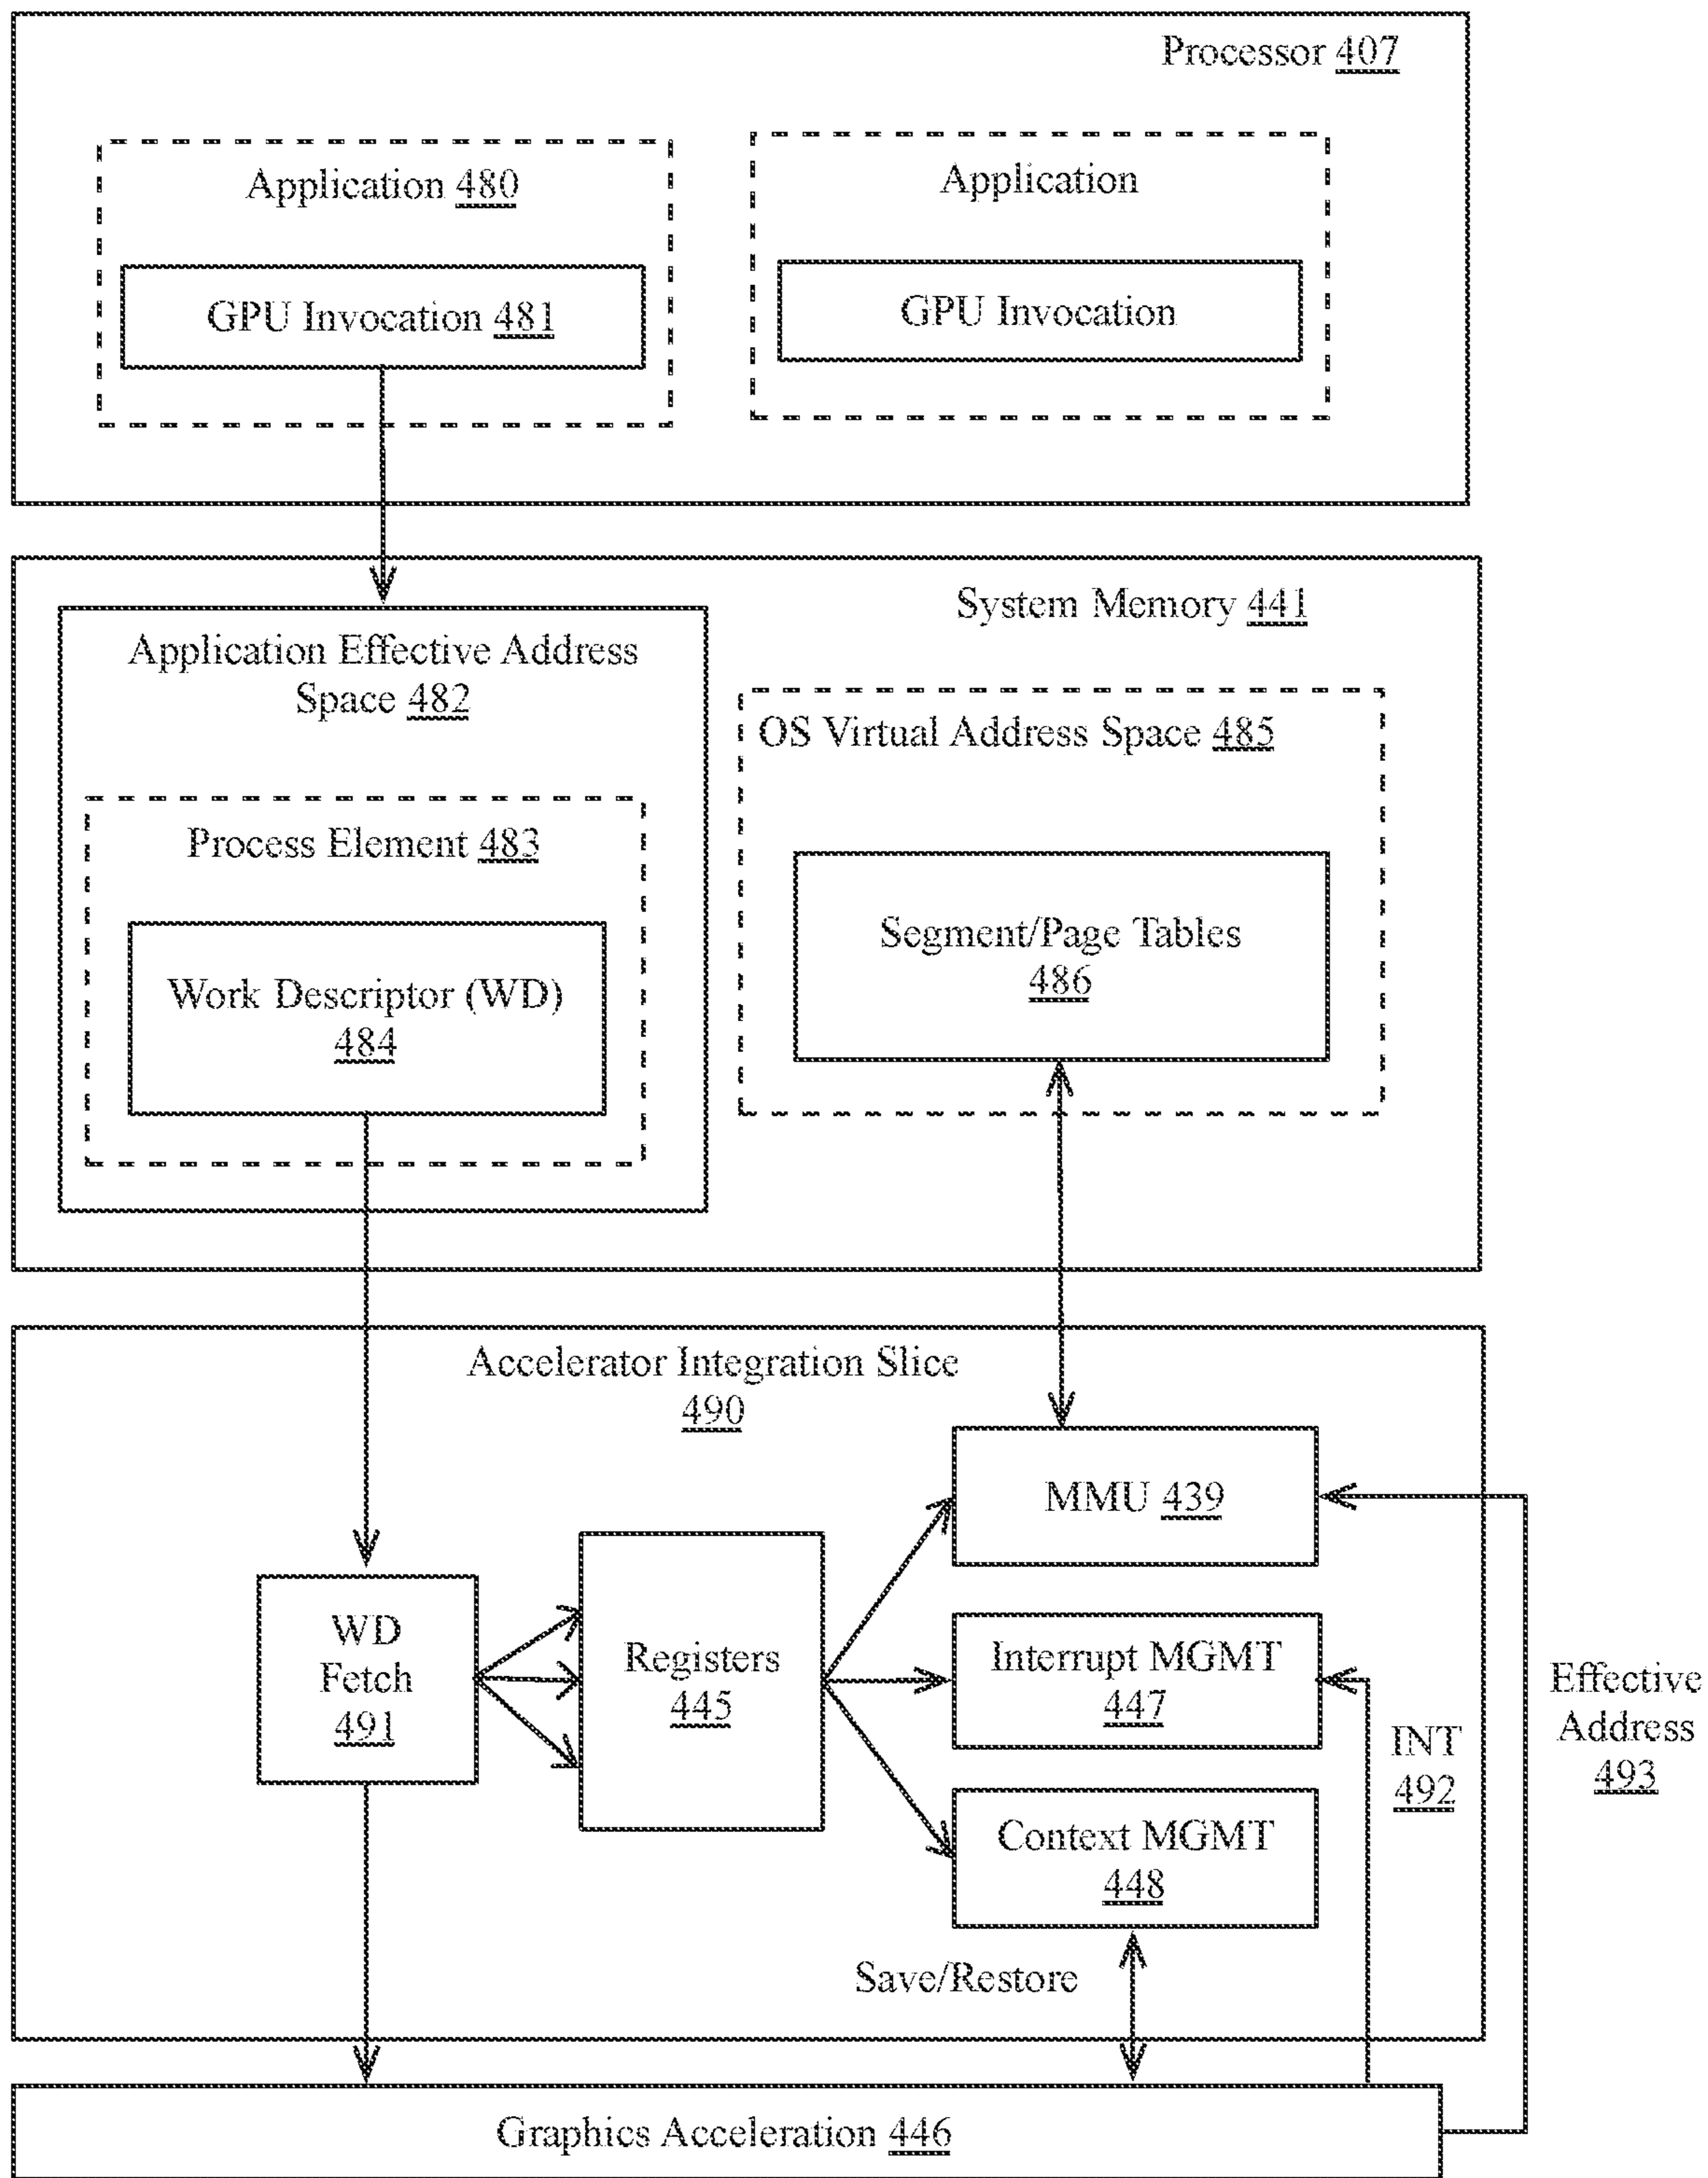 Processor 407
Application 480
GPU Invocation 481
Application
GPU Invocation
System Memory 441
Application Effective Address
Space 482
Process Element 483
Work Descriptor (WD)
484
OS Virtual Address Space 485
Segment/Page Tables
486
Accelerator Integration Slice
490
WD
Fetch
491
Registers
445
MMU 439
Interrupt MGMT
447
Context MGMT
448
Save/Restore
INT
492
Effective
Address
493
Graphics Acceleration 446